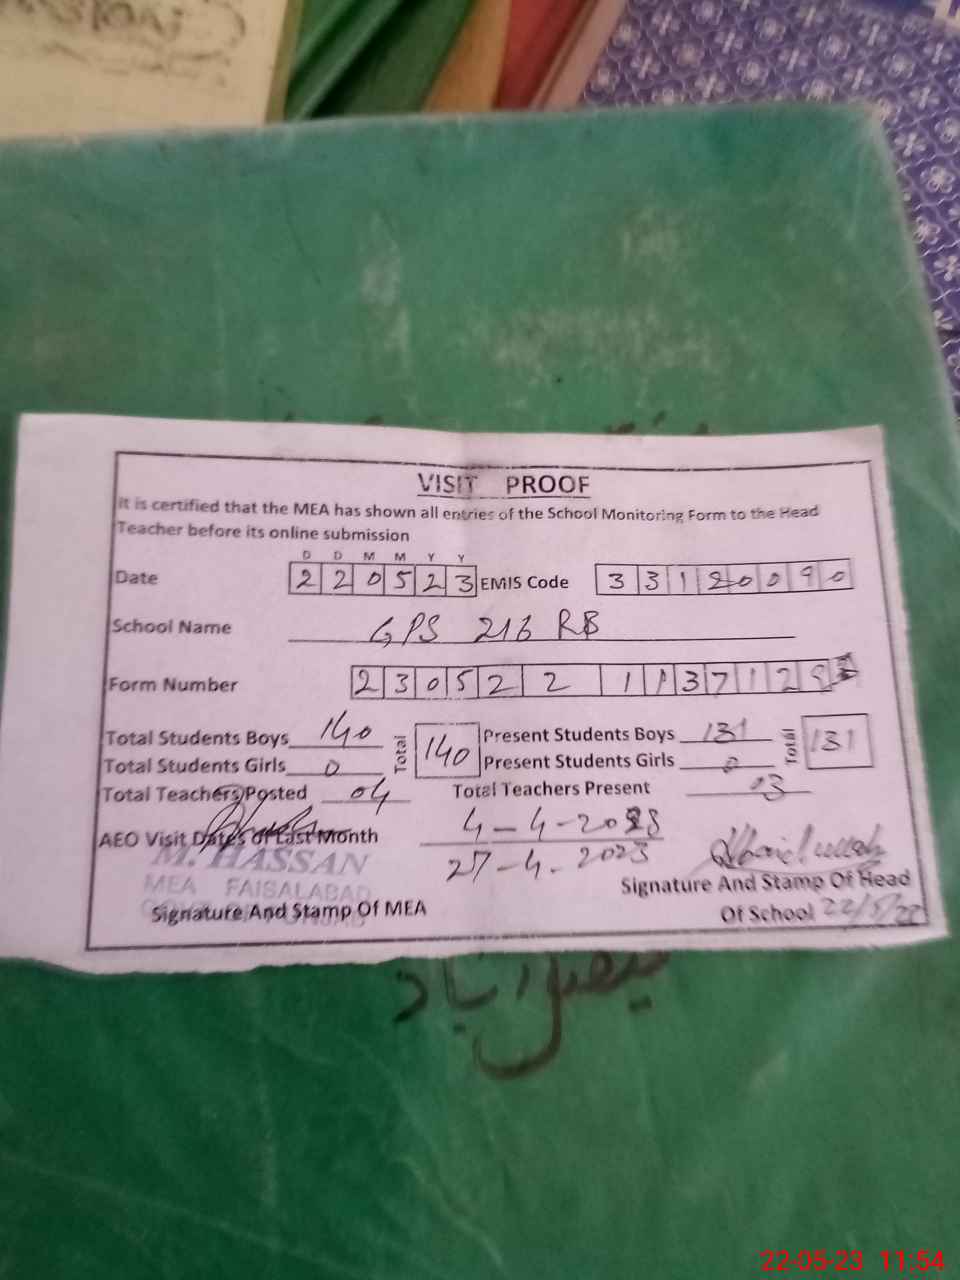 VISIT PROOF
it is certified that the MEA has shown all entries of the School Monitoring Form to the Head
Teacher before its online submission
D D M M Y Y
Date 2 2 0 5 2 3 EMIS Code 3 3 1 2 0 0 9 0
School Name GPS 216 RB
Form Number 2 3 0 5 2 2 1 1 3 7 1 2
Total Students Boys 140 Total 140 Present Students Boys 131 Total 131
Total Students Girls 0 Present Students Girls 0
Total Teachers Posted 04 Total Teachers Present 03
AEO Visit Dates of Last Month 4-4-2023
27-4-2023
M. HASSAN
MEA FAISALABAD
Signature And Stamp Of MEA
Signature And Stamp Of Head
Of School 22/5/23
فیصل آباد
22-05-23 11:54